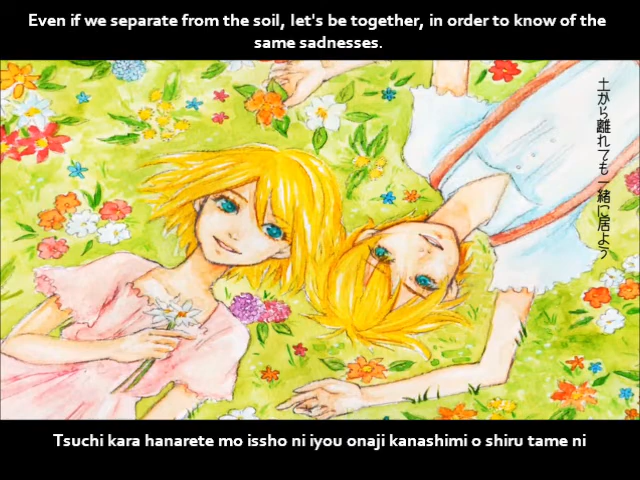 Even if we separate from the soil, let's be together, in order to know of the
same sadnesses.
土から離れても一緒に居よう
Tsuchi kara hanarete mo issho ni iyou onaji kanashimi o shiru tame ni